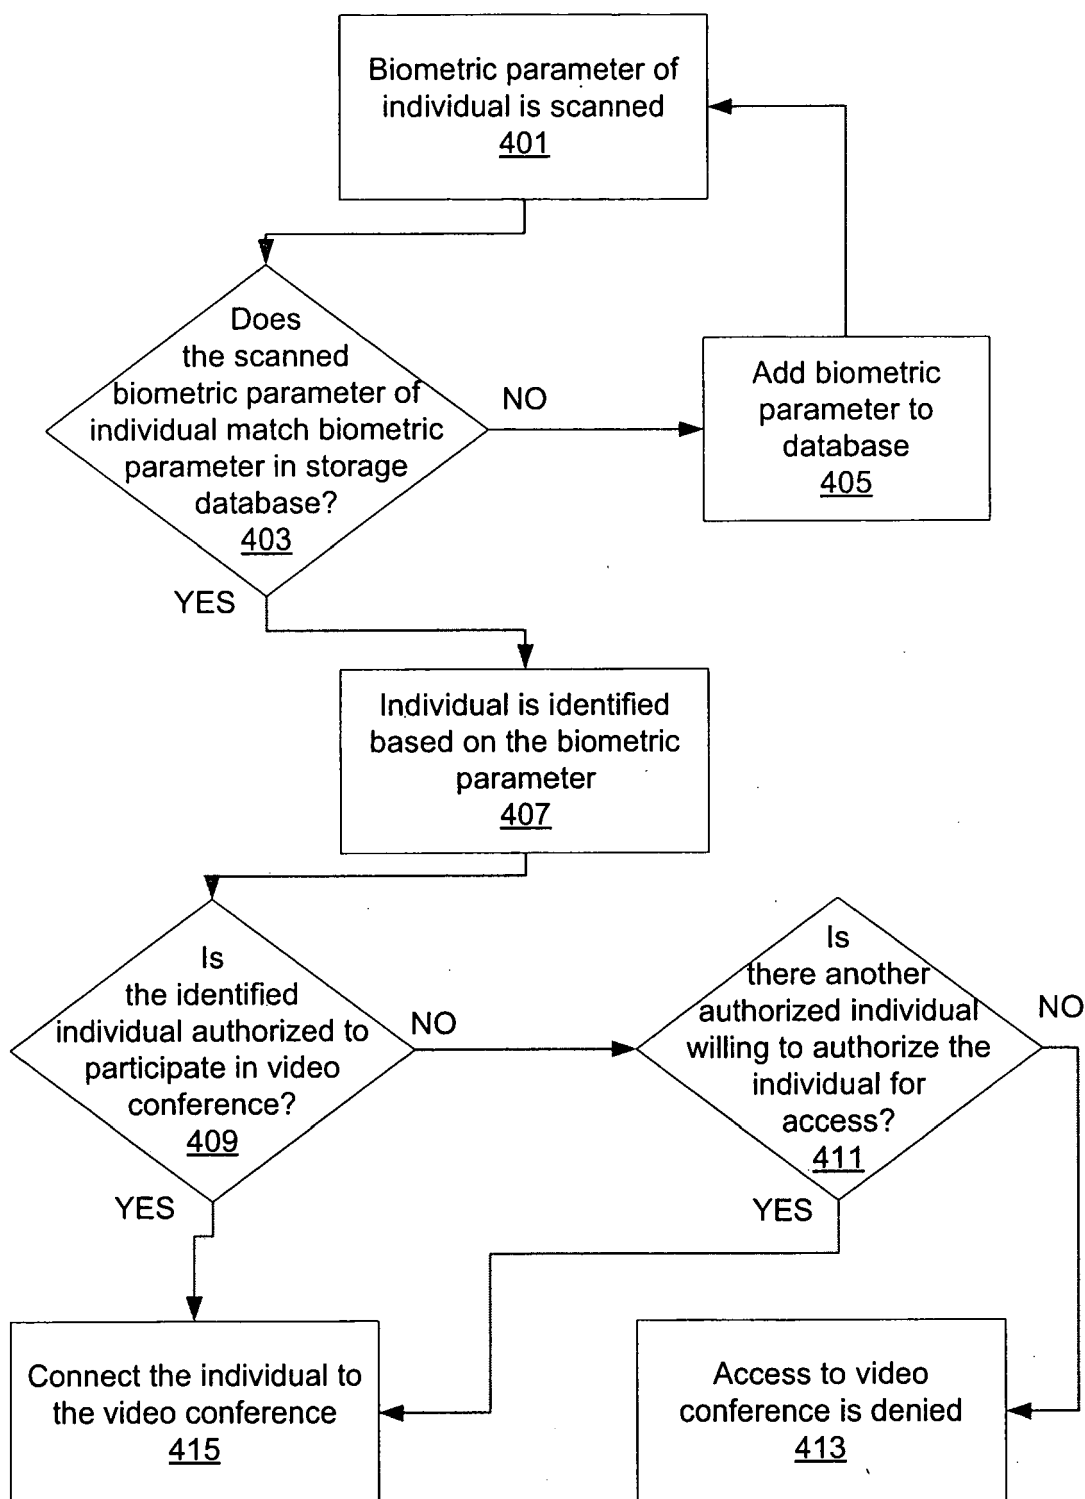 Biometric parameter of
individual is scanned
401
Does
the scanned
biometric parameter of
individual match biometric
parameter in storage
database?
403
NO
Add biometric
parameter to
database
405
YES
Individual is identified
based on the biometric
parameter
407
Is
the identified
individual authorized to
participate in video
conference?
409
NO
Is
there another
authorized individual
willing to authorize the
individual for
access?
411
NO
YES
YES
Connect the individual to
the video conference
415
Access to video
conference is denied
413